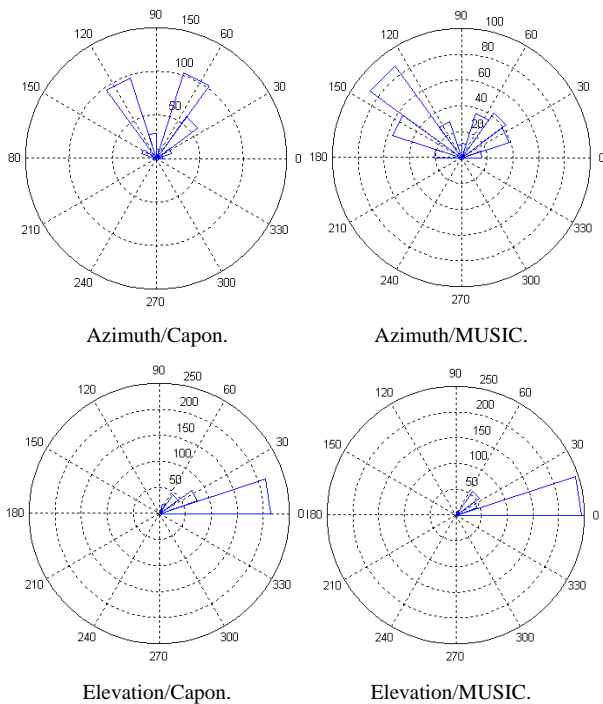 90 90
120 150 60 120 100 60
80
100 60
150 30 150 30
50 40
20
80 0 180 0
210 330 210 330
240 300 240 300
270 270
Azimuth/Capon. Azimuth/MUSIC.
90 250 90 250
120 200 60 120 200 60
150 150
150 100 30 150 100 30
50 50
180 0 180 0
210 330 210 330
240 300 240 300
270 270
Elevation/Capon. Elevation/MUSIC.